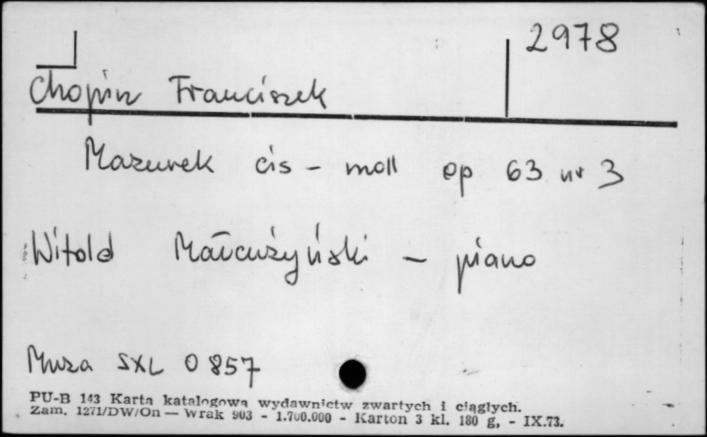 2978
Chopin Franciszek
Mazurek cis - moll op 63 nr 3
Witold Małcużyński - piano
Muza SXL 0857
PU-B 143 Karta katalogowa wydawnictw zwartych i ciągłych.
Zam. 1271/DW/On — Wrak 903 - 1.700.000 - Karton 3 kl. 180 g, - IX.73.